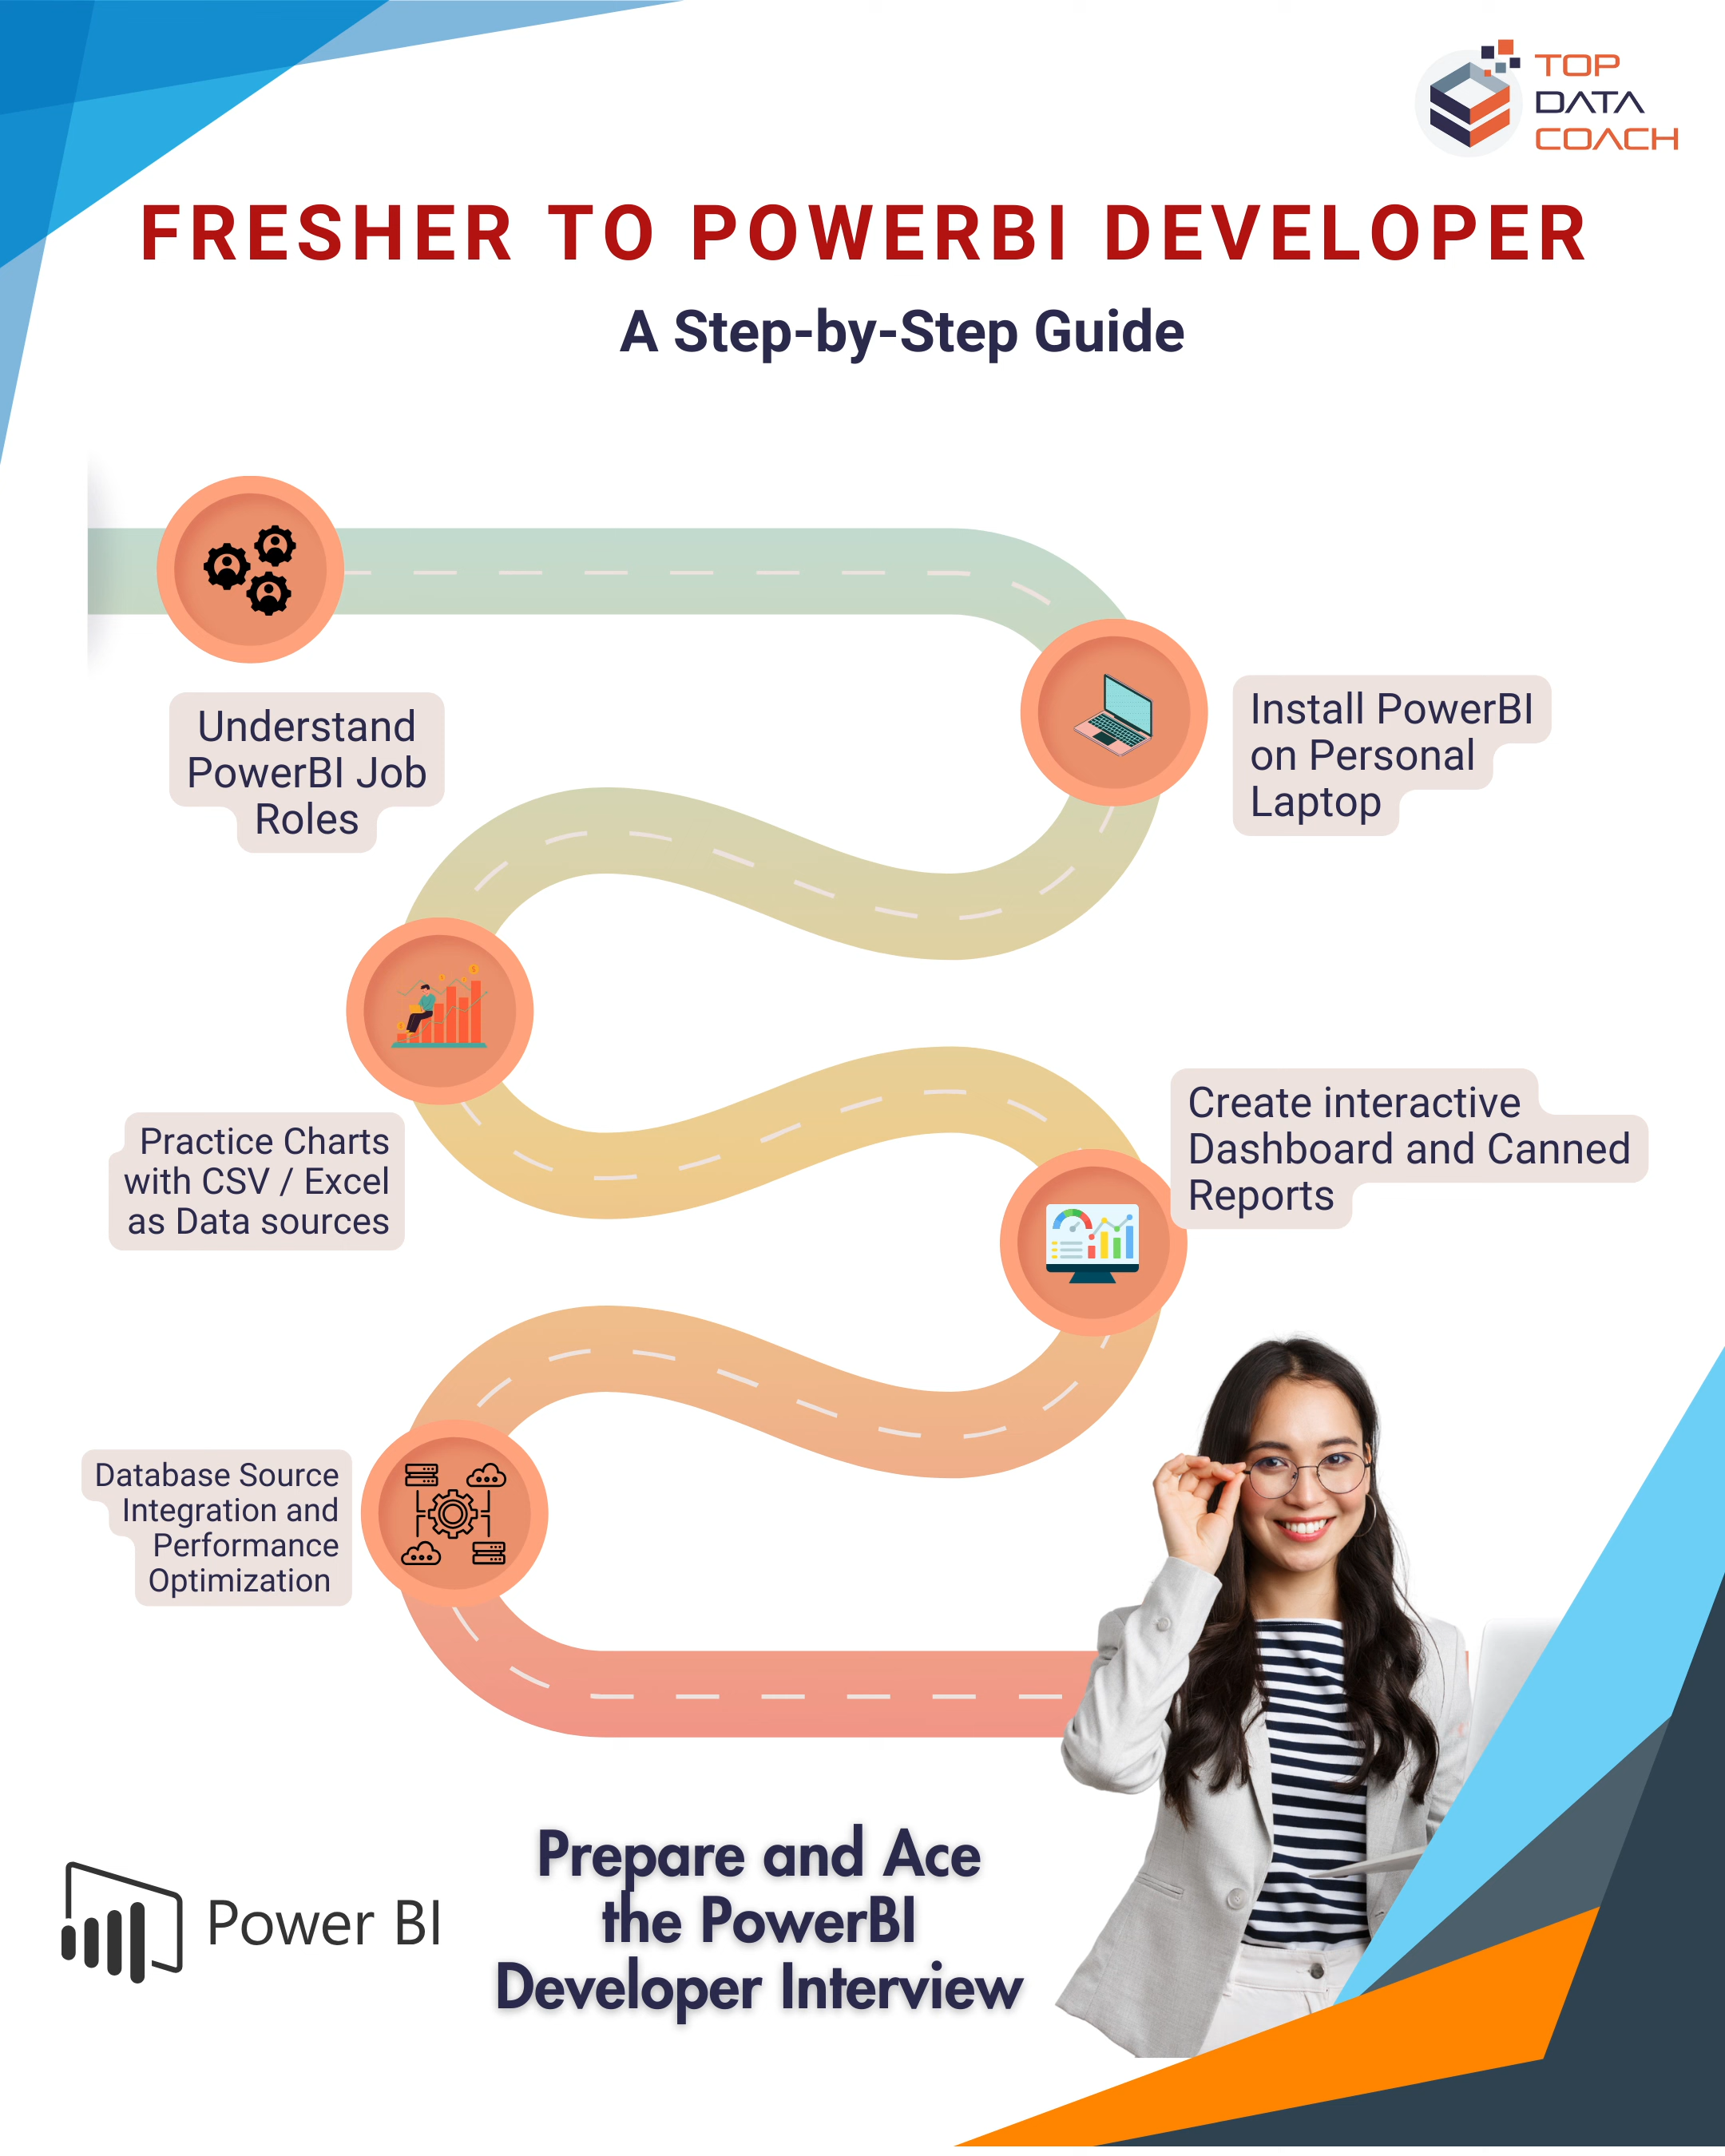 TOP
DATA
COACH
FRESHER TO POWERBI DEVELOPER
A Step-by-Step Guide
Understand
PowerBI Job
Roles
Install PowerBI
on Personal
Laptop
Practice Charts
with CSV / Excel
as Data sources
Create interactive
Dashboard and Canned
Reports
Database Source
Integration and
Performance
Optimization
Prepare and Ace
the PowerBI
Developer Interview
Power BI